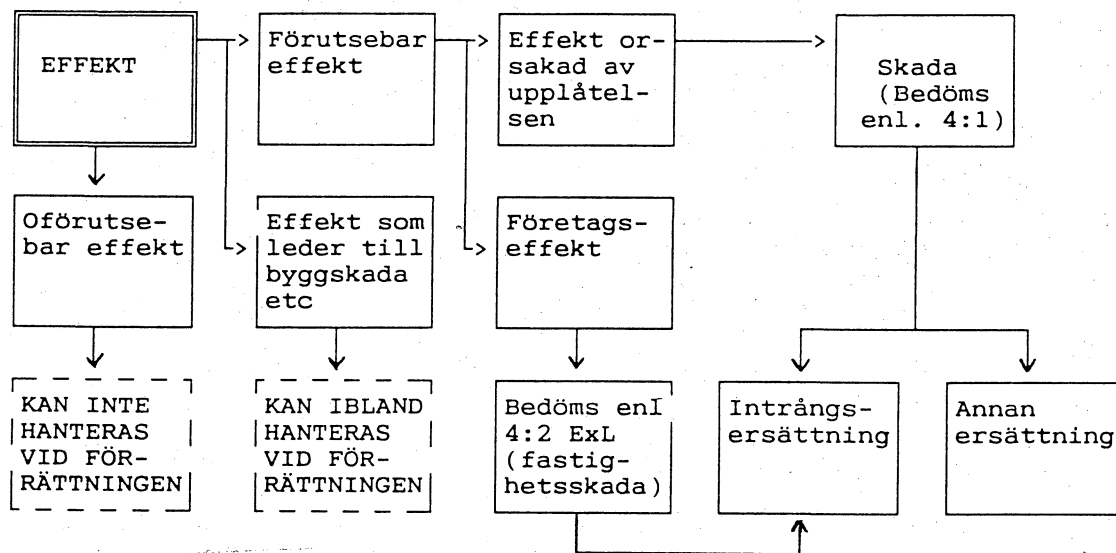 EFFEKT
Förutsebar
effekt
Effekt or-
sakad av
upplåtel-
sen
Skada
(Bedöms
enl. 4:1)
Oförutse-
bar effekt
Effekt som
leder till
byggskada
etc
Företags-
effekt
KAN INTE
HANTERAS
VID FÖR-
RÄTTNINGEN
KAN IBLAND
HANTERAS
VID FÖR-
RÄTTNINGEN
Bedöms enl
4:2 ExL
(fastig-
hetsskada)
Intrångs-
ersättning
Annan
ersättning